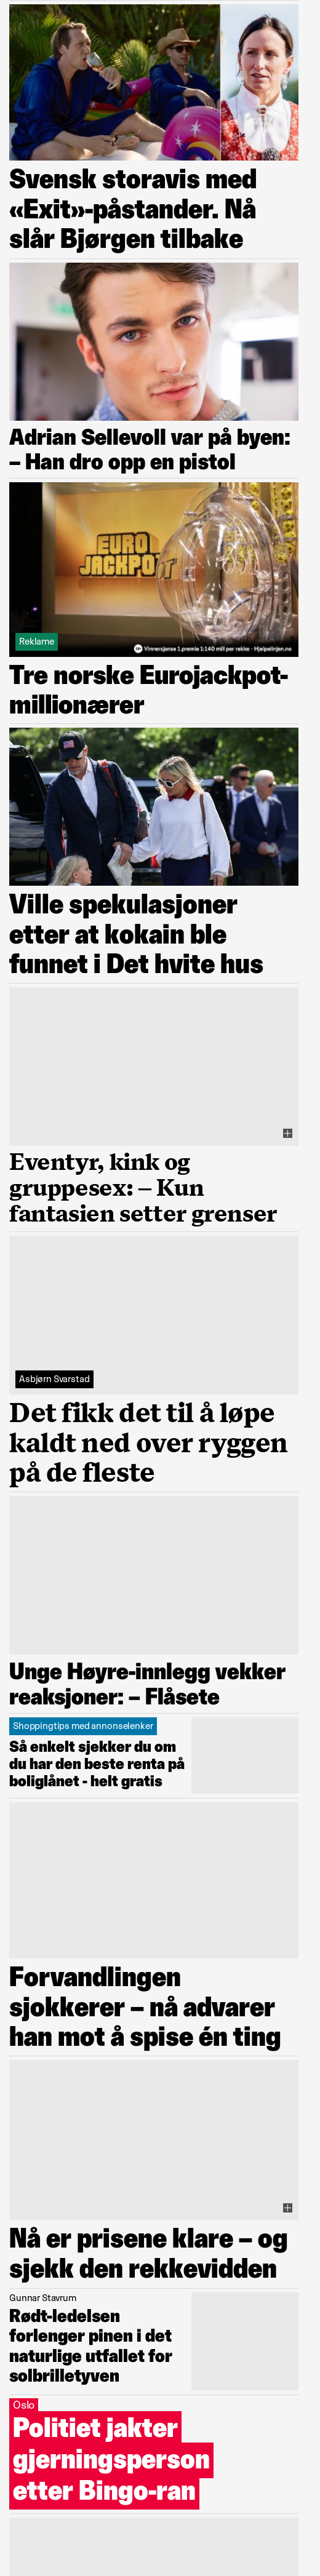 Svensk storavis med
«Exit»-påstander. Nå
slår Bjørgen tilbake
Adrian Sellevoll var på byen:
– Han dro opp en pistol
EURO
JACKPOT
Reklame
18+ Vinnersjanse 1.premie 1:140 mill per rekke - Hjelpelinjen.no
Tre norske Eurojackpot-
millionærer
Ville spekulasjoner
etter at kokain ble
funnet i Det hvite hus
Eventyr, kink og
gruppesex: – Kun
fantasien setter grenser
Asbjørn Svarstad
Det fikk det til å løpe
kaldt ned over ryggen
på de fleste
Unge Høyre-innlegg vekker
reaksjoner: – Flåsete
Shoppingtips med annonselenker
Så enkelt sjekker du om
du har den beste renta på
boliglånet - helt gratis
Forvandlingen
sjokkerer – nå advarer
han mot å spise én ting
Nå er prisene klare – og
sjekk den rekkevidden
Gunnar Stavrum
Rødt-ledelsen
forlenger pinen i det
naturlige utfallet for
solbrilletyven
Oslo
Politiet jakter
gjerningsperson
etter Bingo-ran